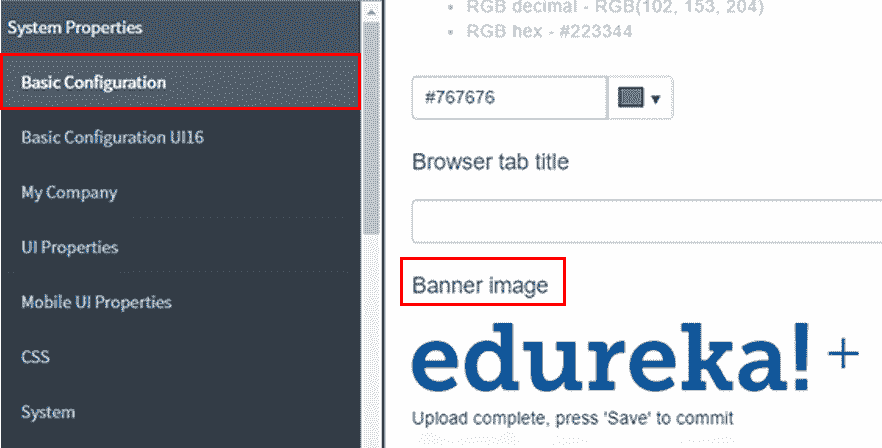 System Properties
Basic Configuration
Basic Configuration UI16
My Company
UI Properties
Mobile UI Properties
CSS
System
• RGB decimal - RGB(102, 153, 204)
• RGB hex - #223344
#767676
Browser tab title
Banner image
edureka! +
Upload complete, press 'Save' to commit